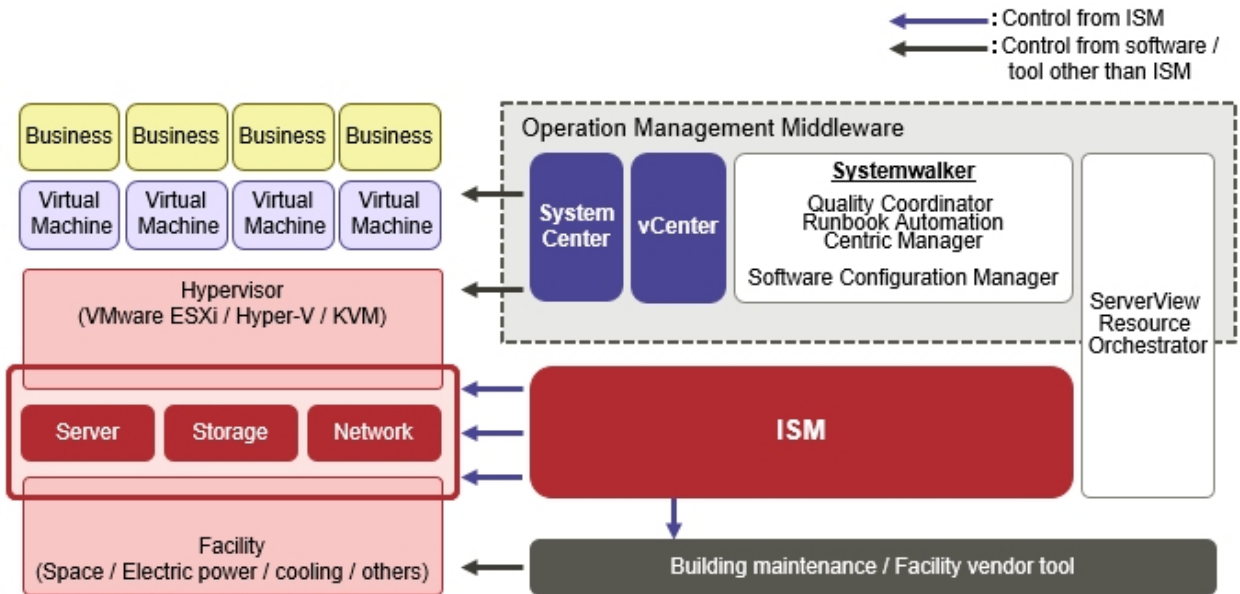 : Control from ISM
: Control from software /
tool other than ISM
Business
Business
Business
Business
Virtual
Machine
Virtual
Machine
Virtual
Machine
Virtual
Machine
Hypervisor
(VMware ESXi / Hyper-V / KVM)
Server
Storage
Network
Facility
(Space / Electric power / cooling / others)
Operation Management Middleware
System
Center
vCenter
Systemwalker
Quality Coordinator
Runbook Automation
Centric Manager
Software Configuration Manager
ServerView
Resource
Orchestrator
ISM
Building maintenance / Facility vendor tool